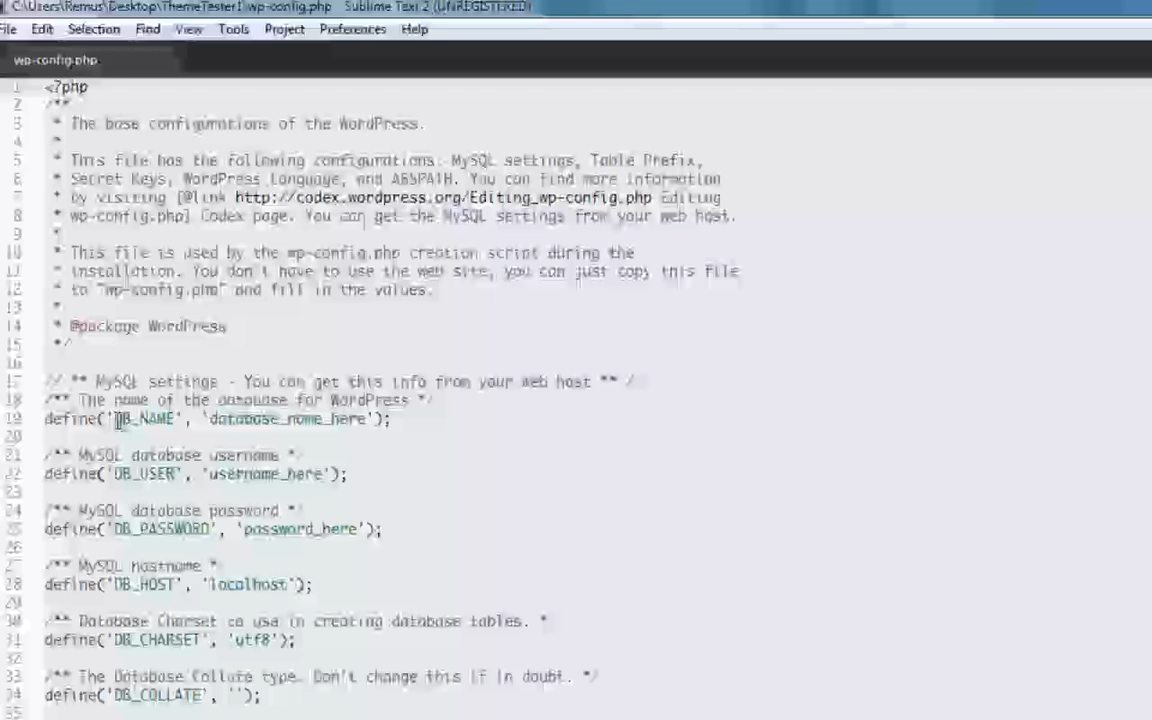 C:\Users\Remus\Desktop\ThemeTester1\wp-config.php - Sublime Text 2 (UNREGISTERED)
File Edit Selection Find View Tools Project Preferences Help
wp-config.php
1 <?php
2 /**
3 * The base configurations of the WordPress.
4 *
5 * This file has the following configurations: MySQL settings, Table Prefix,
6 * Secret Keys, WordPress Language, and ABSPATH. You can find more information
7 * by visiting {@link http://codex.wordpress.org/Editing_wp-config.php Editing
8 * wp-config.php} Codex page. You can get the MySQL settings from your web host.
9 *
10 * This file is used by the wp-config.php creation script during the
11 * installation. You don't have to use the web site, you can just copy this file
12 * to "wp-config.php" and fill in the values.
13 *
14 * @package WordPress
15 */
16
17 // ** MySQL settings - You can get this info from your web host ** //
18 /** The name of the database for WordPress */
19 define('DB_NAME', 'database_name_here');
20
21 /** MySQL database username */
22 define('DB_USER', 'username_here');
23
24 /** MySQL database password */
25 define('DB_PASSWORD', 'password_here');
26
27 /** MySQL hostname */
28 define('DB_HOST', 'localhost');
29
30 /** Database Charset to use in creating database tables. */
31 define('DB_CHARSET', 'utf8');
32
33 /** The Database Collate type. Don't change this if in doubt. */
34 define('DB_COLLATE', '');
35